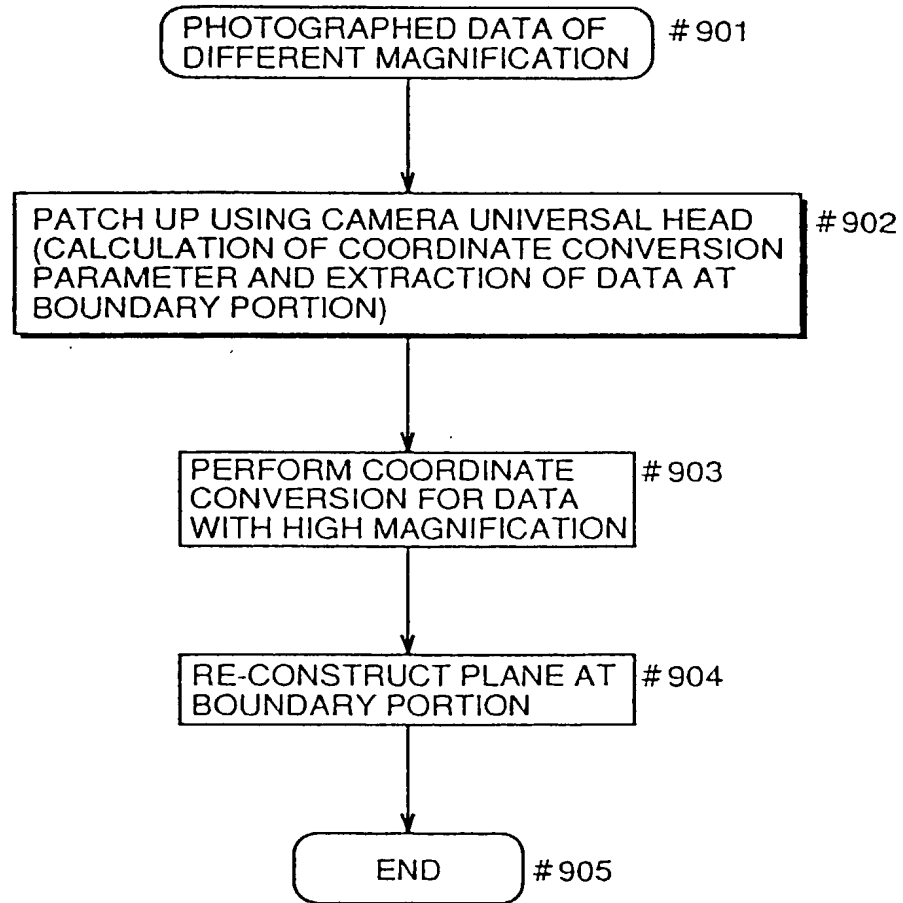 PHOTOGRAPHED DATA OF
DIFFERENT MAGNIFICATION
#901
PATCH UP USING CAMERA UNIVERSAL HEAD
(CALCULATION OF COORDINATE CONVERSION
PARAMETER AND EXTRACTION OF DATA AT
BOUNDARY PORTION)
#902
PERFORM COORDINATE
CONVERSION FOR DATA
WITH HIGH MAGNIFICATION
#903
RE-CONSTRUCT PLANE AT
BOUNDARY PORTION
#904
END
#905